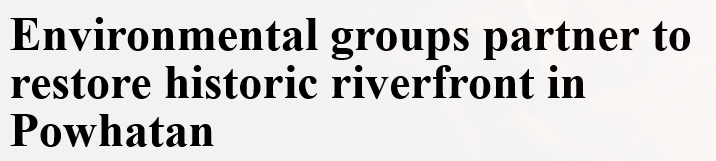 Environmental groups partner to
restore historic riverfront in
Powhatan